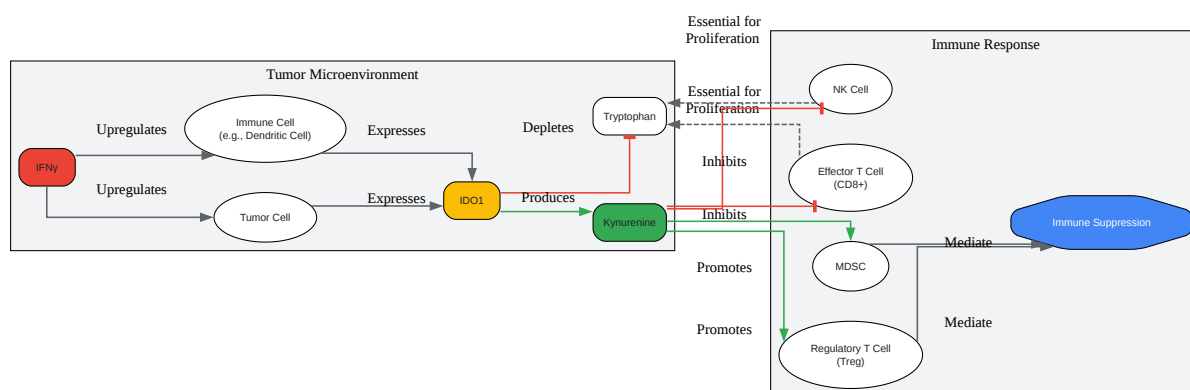 Essential for
Proliferation
Immune Response
Tumor Microenvironment
NK Cell
Essential for
Proliferation
Tryptophan
Immune Cell
(e.g., Dendritic Cell)
Upregulates
Expresses
Depletes
Inhibits
IFNγ
Effector T Cell
(CD8+)
Upregulates
Expresses
IDO1
Produces
Tumor Cell
Kynurenine
Inhibits
Immune Suppression
Mediate
MDSC
Promotes
Promotes
Mediate
Regulatory T Cell
(Treg)